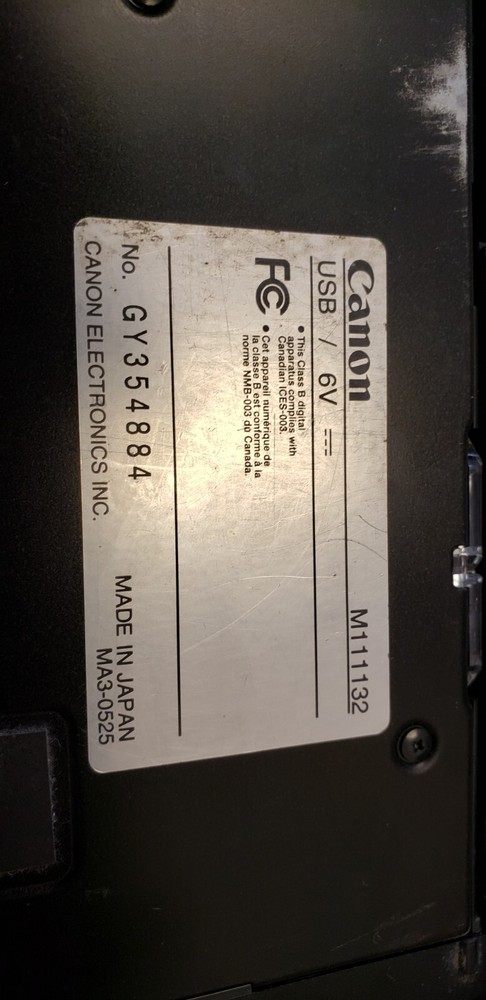 Canon M111132
USB / 6V ⎓
FC
● This Class B digital
apparatus complies with
Canadian ICES-003.
● Cet appareil numérique de
la classe B est conforme à la
norme NMB-003 do Canada.
No. GY354884 MADE IN JAPAN
CANON ELECTRONICS INC. MA3-0525